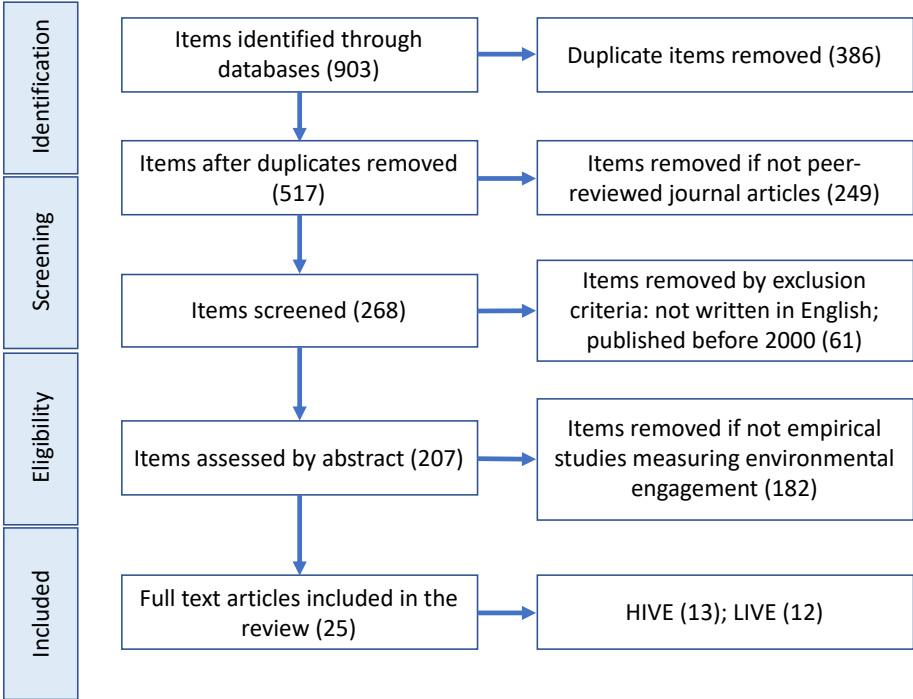 Identification
Items identified through
databases (903)
Duplicate items removed (386)
Items after duplicates removed
(517)
Items removed if not peer-
reviewed journal articles (249)
Screening
Items screened (268)
Items removed by exclusion
criteria: not written in English;
published before 2000 (61)
Eligibility
Items assessed by abstract (207)
Items removed if not empirical
studies measuring environmental
engagement (182)
Included
Full text articles included in the
review (25)
HIVE (13); LIVE (12)